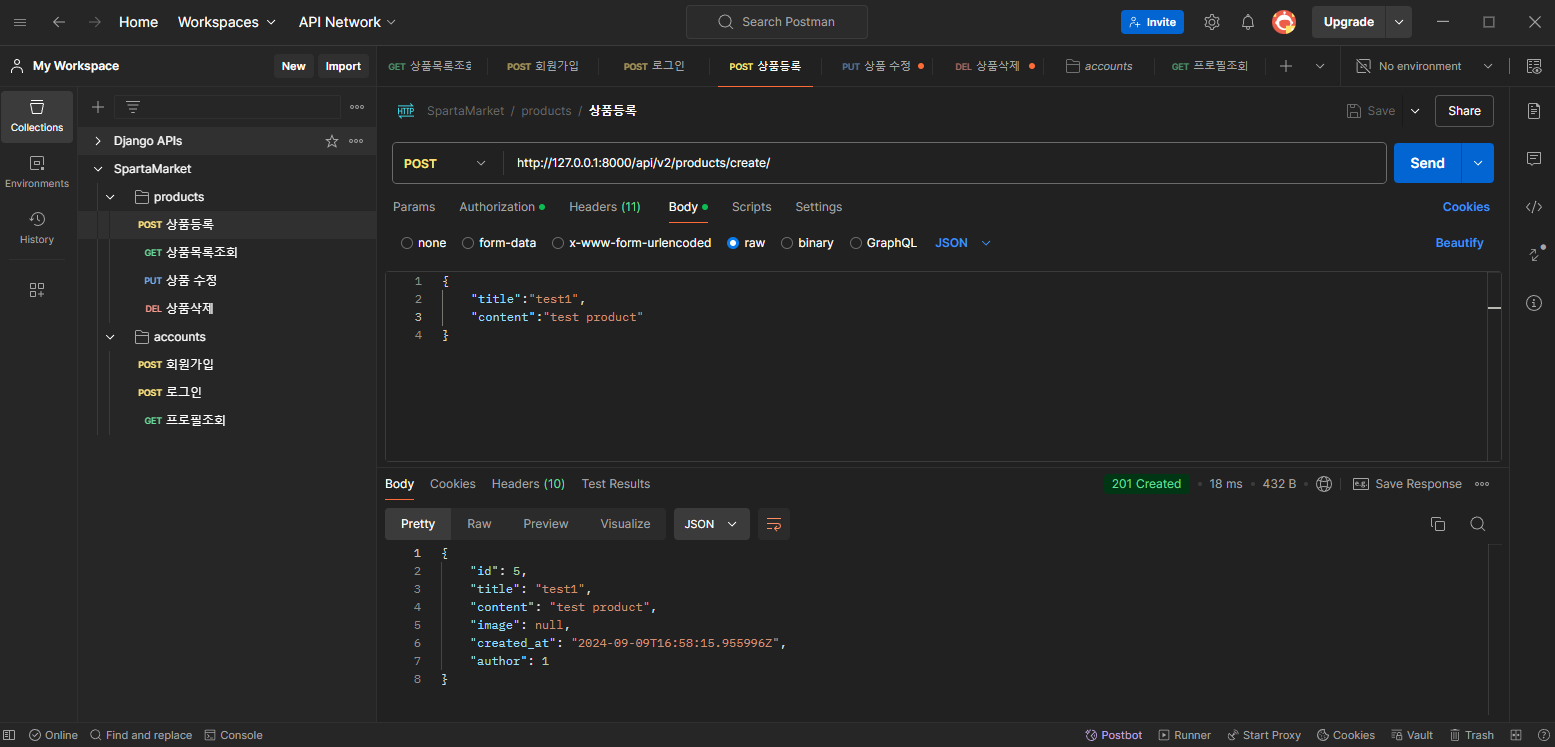 Home Workspaces API Network Search Postman Invite Upgrade
My Workspace New Import GET 상품목록조회 POST 회원가입 POST 로그인 POST 상품등록 PUT 상품 수정 DEL 상품삭제 accounts GET 프로필조회 No environment
Collections
Environments
History
Django APIs
SpartaMarket
products
POST 상품등록
GET 상품목록조회
PUT 상품 수정
DEL 상품삭제
accounts
POST 회원가입
POST 로그인
GET 프로필조회
HTTP SpartaMarket / products / 상품등록 Save Share
POST http://127.0.0.1:8000/api/v2/products/create/ Send
Params Authorization Headers (11) Body Scripts Settings Cookies
none form-data x-www-form-urlencoded raw binary GraphQL JSON Beautify
1 {
2 "title":"test1",
3 "content":"test product"
4 }
Body Cookies Headers (10) Test Results 201 Created 18 ms 432 B e.g. Save Response
Pretty Raw Preview Visualize JSON
1 {
2 "id": 5,
3 "title": "test1",
4 "content": "test product",
5 "image": null,
6 "created_at": "2024-09-09T16:58:15.955996Z",
7 "author": 1
8 }
Online Find and replace Console Postbot Runner Start Proxy Cookies Vault Trash